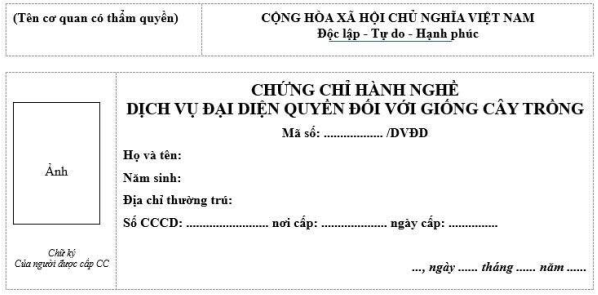 (Tên cơ quan có thẩm quyền)
CỘNG HÒA XÃ HỘI CHỦ NGHĨA VIỆT NAM
Độc lập - Tự do - Hạnh phúc
CHỨNG CHỈ HÀNH NGHỀ
DỊCH VỤ ĐẠI DIỆN QUYỀN ĐỐI VỚI GIỐNG CÂY TRỒNG
Mã số: .................. /DVĐD
Ảnh
Họ và tên:
Năm sinh:
Địa chỉ thường trú:
Số CCCD: ......................... nơi cấp: .................... ngày cấp: ...............
Chữ ký
Của người được cấp CC
..., ngày ...... tháng ...... năm ......